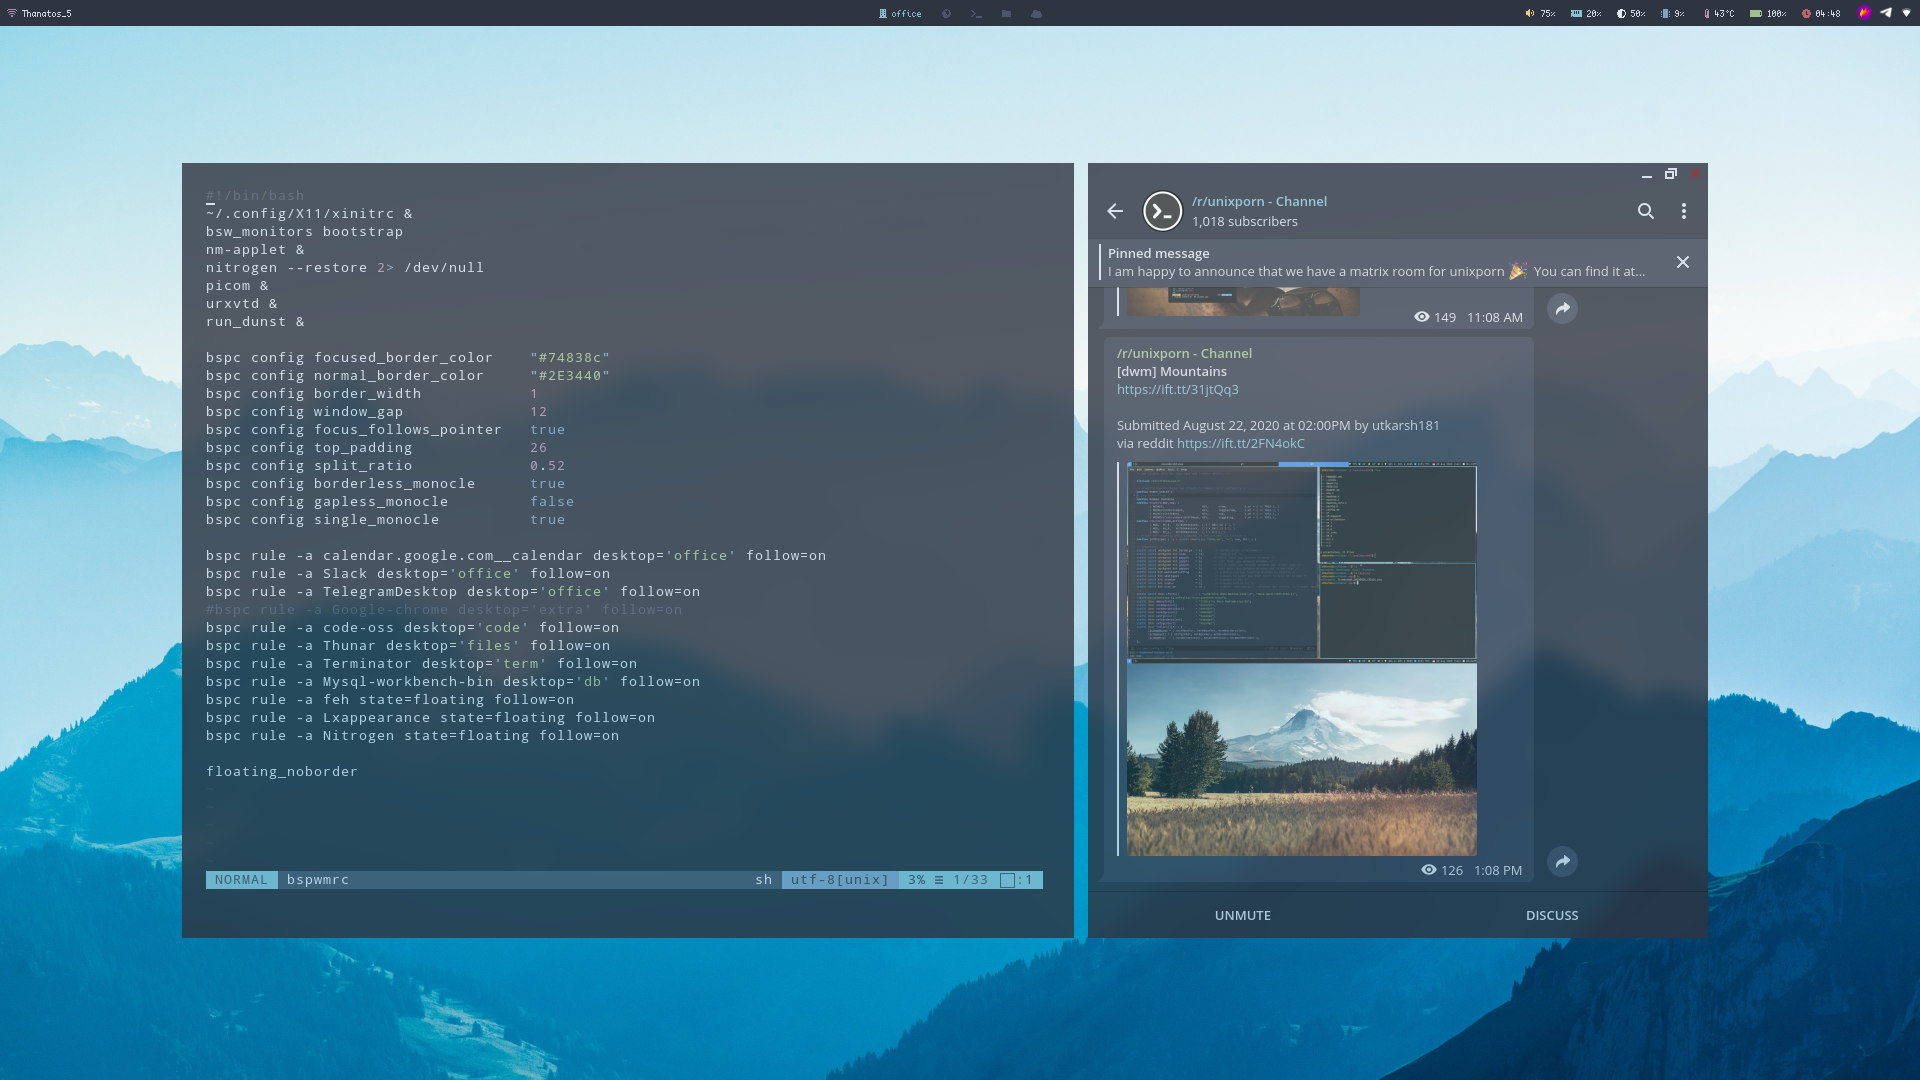 Thanatos_5
office
75%
20%
50%
9%
43°C
100%
04:48
#!/bin/bash
~/.config/X11/xinitrc &
bsw_monitors bootstrap
nm-applet &
nitrogen --restore 2> /dev/null
picom &
urxvtd &
run_dunst &
bspc config focused_border_color "#74838c"
bspc config normal_border_color "#2E3440"
bspc config border_width 1
bspc config window_gap 12
bspc config focus_follows_pointer true
bspc config top_padding 26
bspc config split_ratio 0.52
bspc config borderless_monocle true
bspc config gapless_monocle false
bspc config single_monocle true
bspc rule -a calendar.google.com__calendar desktop='office' follow=on
bspc rule -a Slack desktop='office' follow=on
bspc rule -a TelegramDesktop desktop='office' follow=on
#bspc rule -a Google-chrome desktop='extra' follow=on
bspc rule -a code-oss desktop='code' follow=on
bspc rule -a Thunar desktop='files' follow=on
bspc rule -a Terminator desktop='term' follow=on
bspc rule -a Mysql-workbench-bin desktop='db' follow=on
bspc rule -a feh state=floating follow=on
bspc rule -a Lxappearance state=floating follow=on
bspc rule -a Nitrogen state=floating follow=on
floating_noborder
NORMAL bspwmrc sh utf-8[unix] 3% ≡ 1/33 :1
/r/unixporn - Channel
1,018 subscribers
Pinned message
I am happy to announce that we have a matrix room for unixporn 🎉 You can find it at...
149 11:08 AM
/r/unixporn - Channel
[dwm] Mountains
https://ift.tt/31jtQq3
Submitted August 22, 2020 at 02:00PM by utkarsh181
via reddit https://ift.tt/2FN4okC
126 1:08 PM
UNMUTE
DISCUSS